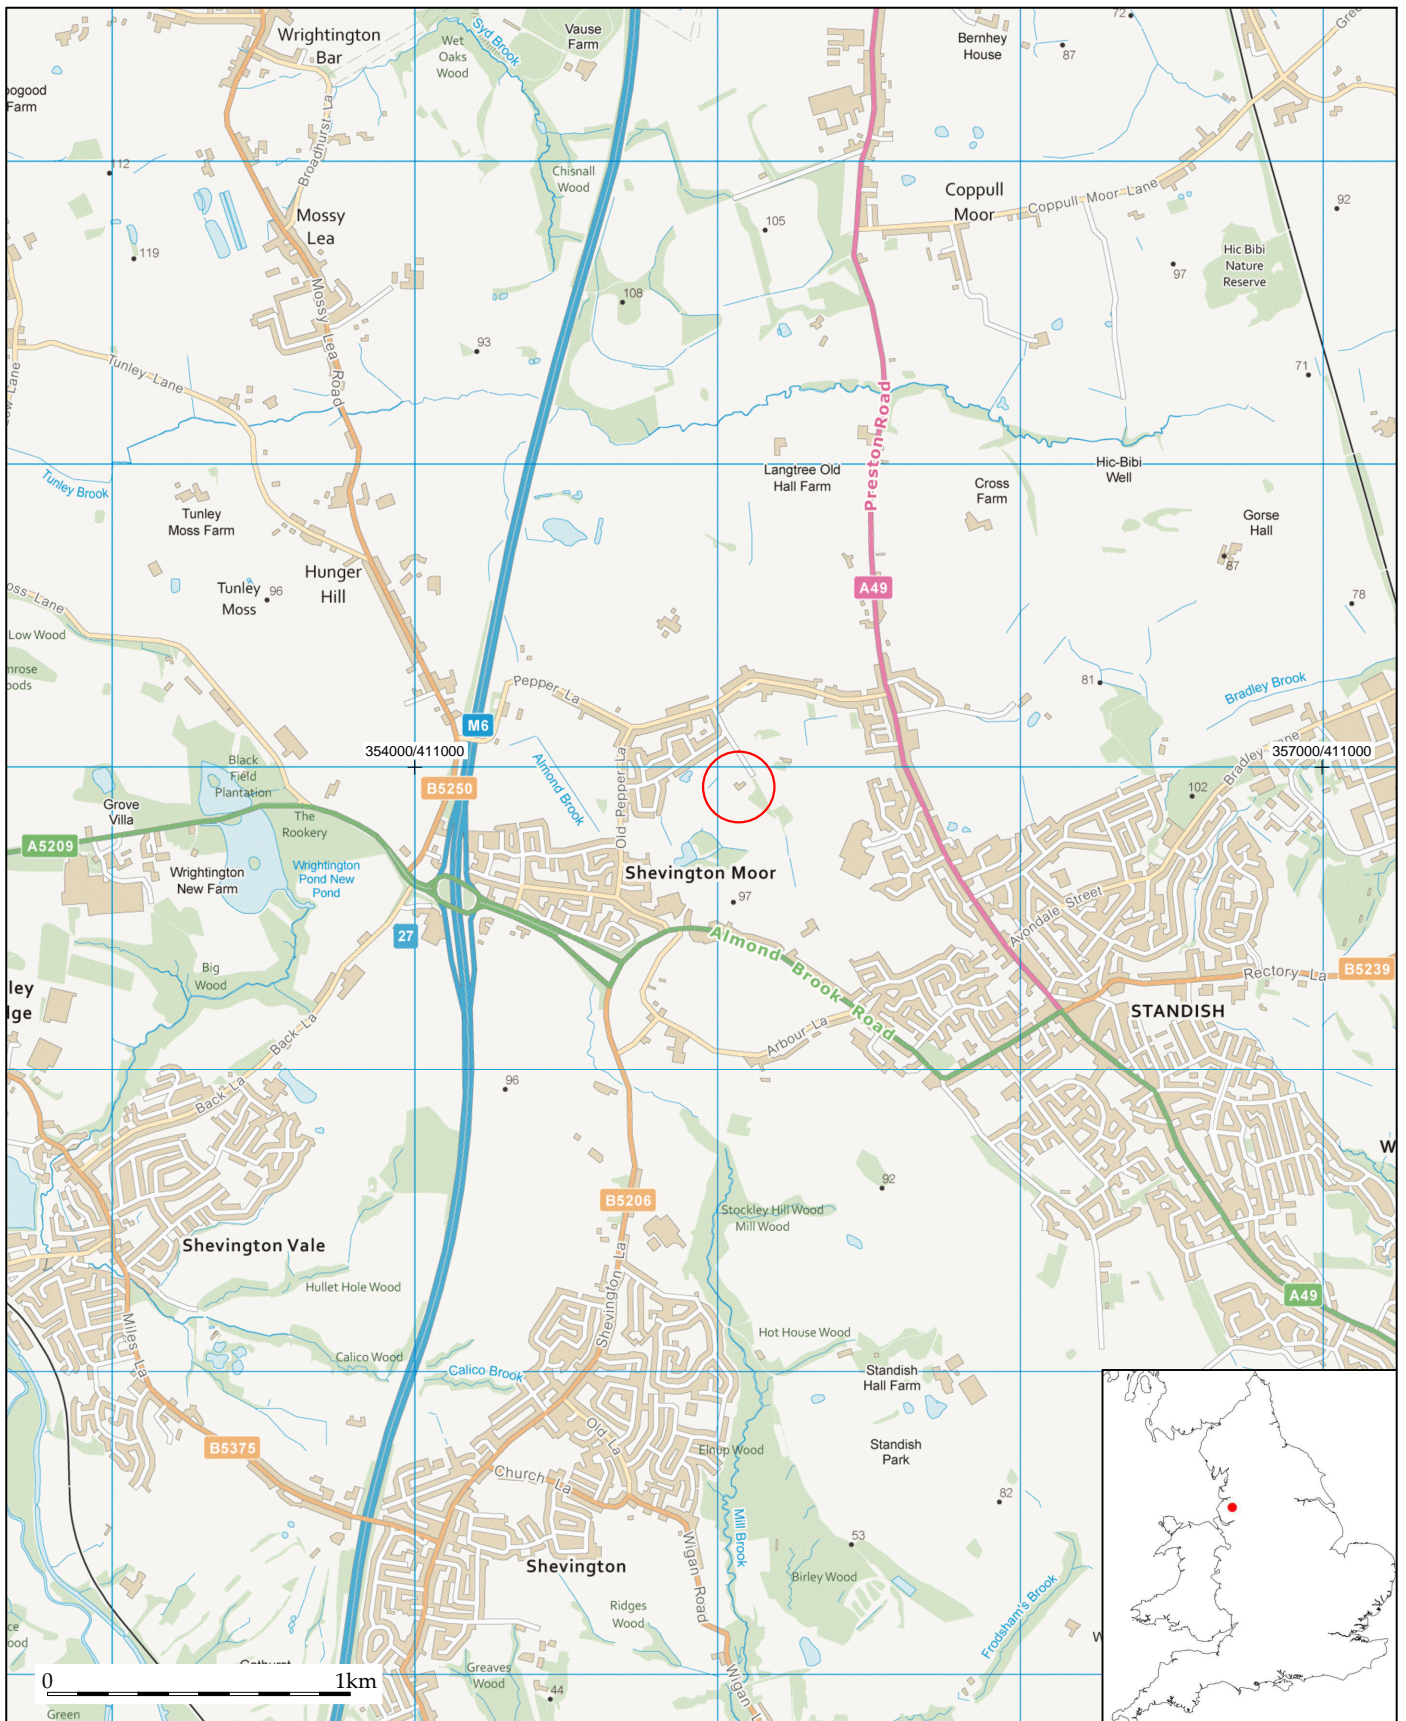 Wrightington
Bar
Syd Brook
Wet
Oaks
Wood
Vause
Farm
Bernhey
House
72
87
Farm
Broadhurst La
112
Chisnall
Wood
Coppull
Moor
Coppull Moor Lane
Mossy
Lea
119
105
92
97
Hic Bibi
Nature
Reserve
108
Mossy Lea Road
93
Tunley Lane
71
Preston Road
Tunley Brook
Langtree Old
Hall Farm
Cross
Farm
Hic-Bibi
Well
Tunley
Moss Farm
Gorse
Hall
87
Hunger
Hill
Tunley
Moss
96
A49
78
oss Lane
Low Wood
Pepper La
81
Bradley Brook
M6
354000/411000
357000/411000
Bradley Lane
Black
Field
Plantation
B5250
Almond Brook
Old Pepper La
102
Grove
Villa
The
Rookery
A5209
Wrightington
New Farm
Wrightington
Pond New
Pond
Shevington Moor
97
Avondale Street
27
Almond Brook Road
Big
Wood
Rectory La
B5239
ley
STANDISH
Back La
Arbour La
96
Back La
92
B5206
Stockley Hill Wood
Mill Wood
Shevington Vale
Hullet Hole Wood
Shevington La
A49
Miles La
Hot House Wood
Calico Wood
Calico Brook
Standish
Hall Farm
Old La
B5375
Elnup Wood
Standish
Park
Church La
82
Mill Brook
Wigan Road
53
Shevington
Birley Wood
Ridges
Wood
Frodsham's Brook
Greaves
Wood
44
Wigan L
0 1km
Green